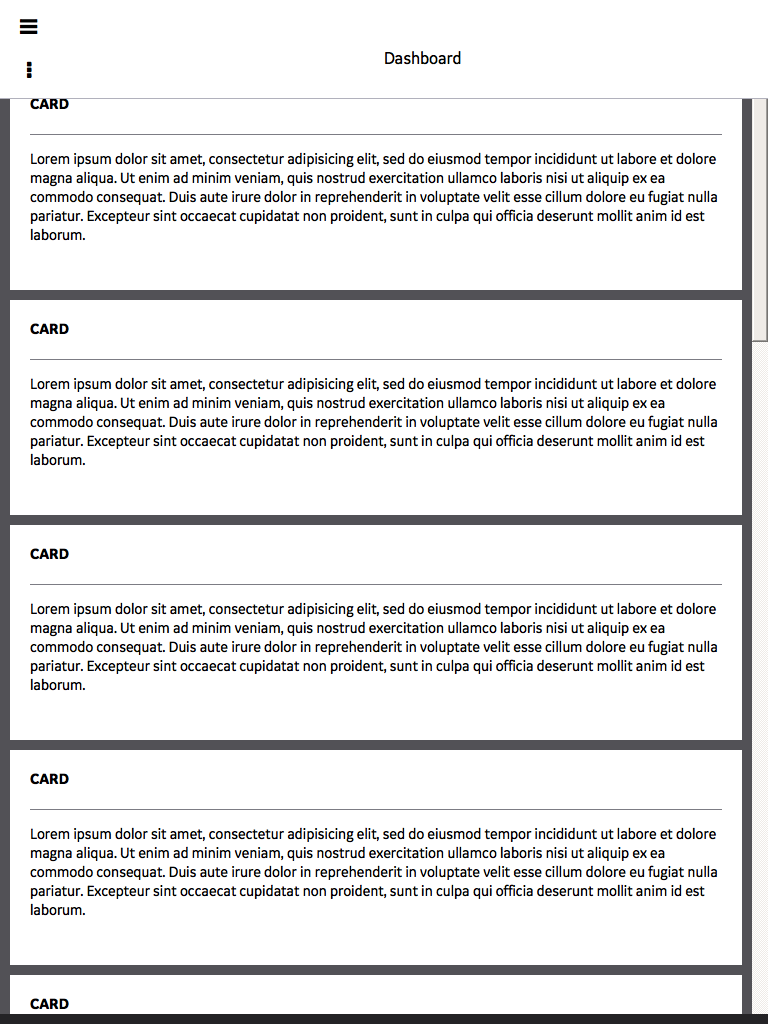 Dashboard
CARD
Lorem ipsum dolor sit amet, consectetur adipisicing elit, sed do eiusmod tempor incididunt ut labore et dolore
magna aliqua. Ut enim ad minim veniam, quis nostrud exercitation ullamco laboris nisi ut aliquip ex ea
commodo consequat. Duis aute irure dolor in reprehenderit in voluptate velit esse cillum dolore eu fugiat nulla
pariatur. Excepteur sint occaecat cupidatat non proident, sunt in culpa qui officia deserunt mollit anim id est
laborum.
CARD
Lorem ipsum dolor sit amet, consectetur adipisicing elit, sed do eiusmod tempor incididunt ut labore et dolore
magna aliqua. Ut enim ad minim veniam, quis nostrud exercitation ullamco laboris nisi ut aliquip ex ea
commodo consequat. Duis aute irure dolor in reprehenderit in voluptate velit esse cillum dolore eu fugiat nulla
pariatur. Excepteur sint occaecat cupidatat non proident, sunt in culpa qui officia deserunt mollit anim id est
laborum.
CARD
Lorem ipsum dolor sit amet, consectetur adipisicing elit, sed do eiusmod tempor incididunt ut labore et dolore
magna aliqua. Ut enim ad minim veniam, quis nostrud exercitation ullamco laboris nisi ut aliquip ex ea
commodo consequat. Duis aute irure dolor in reprehenderit in voluptate velit esse cillum dolore eu fugiat nulla
pariatur. Excepteur sint occaecat cupidatat non proident, sunt in culpa qui officia deserunt mollit anim id est
laborum.
CARD
Lorem ipsum dolor sit amet, consectetur adipisicing elit, sed do eiusmod tempor incididunt ut labore et dolore
magna aliqua. Ut enim ad minim veniam, quis nostrud exercitation ullamco laboris nisi ut aliquip ex ea
commodo consequat. Duis aute irure dolor in reprehenderit in voluptate velit esse cillum dolore eu fugiat nulla
pariatur. Excepteur sint occaecat cupidatat non proident, sunt in culpa qui officia deserunt mollit anim id est
laborum.
CARD